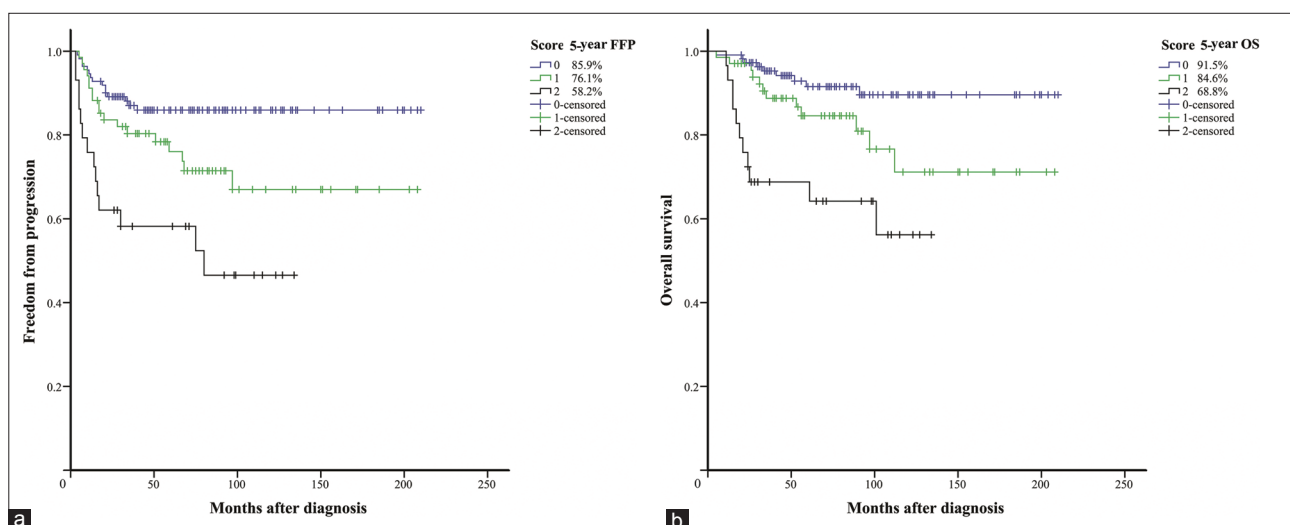 Score 5-year FFP
0 85.9%
1 76.1%
2 58.2%
0-censored
1-censored
2-censored
1.0
0.8
0.6
0.4
0.2
0 50 100 150 200 250
Freedom from progression
Months after diagnosis
a
Score 5-year OS
0 91.5%
1 84.6%
2 68.8%
0-censored
1-censored
2-censored
1.0
0.8
0.6
0.4
0.2
0 50 100 150 200 250
Overall survival
Months after diagnosis
b